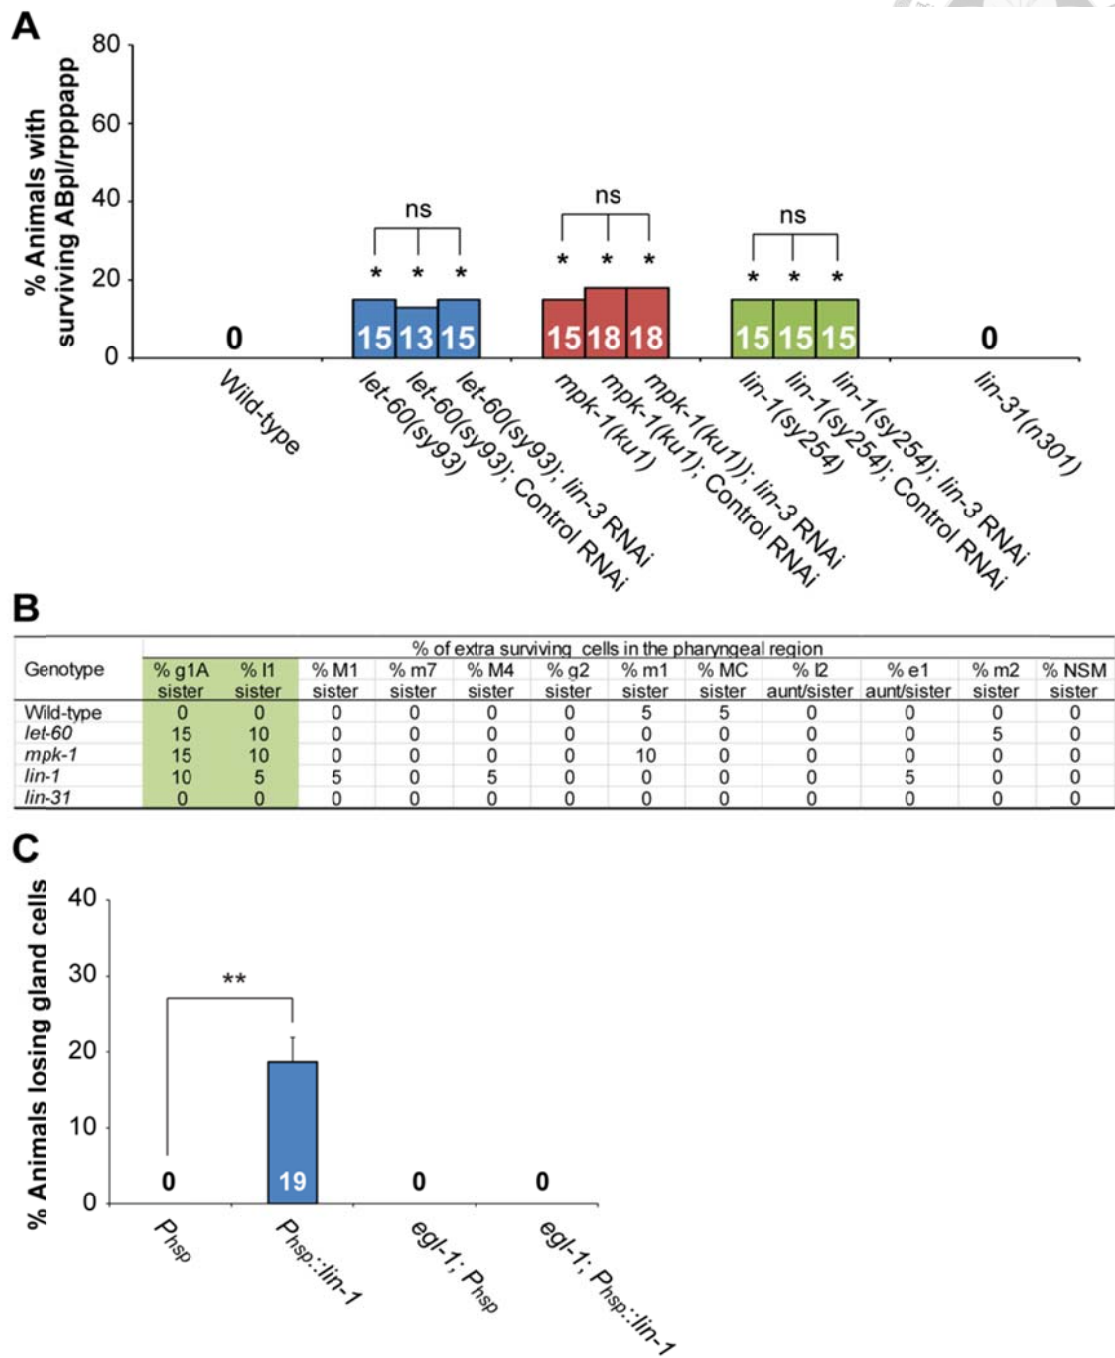 A
% Animals with
surviving ABpl/rpppapp
80
60
40
20
0
ns
ns
ns
* * *
* * *
* * *
0
15 13 15
15 18 18
15 15 15
0
Wild-type
let-60(sy93)
let-60(sy93); Control RNAi
let-60(sy93); lin-3 RNAi
mpk-1(ku1)
mpk-1(ku1); Control RNAi
mpk-1(ku1)); lin-3 RNAi
lin-1(sy254)
lin-1(sy254); Control RNAi
lin-1(sy254); lin-3 RNAi
lin-31(n301)
B
% of extra surviving cells in the pharyngeal region
Genotype % g1A sister % I1 sister % M1 sister % m7 sister % M4 sister % g2 sister % m1 sister % MC sister % I2 aunt/sister % e1 aunt/sister % m2 sister % NSM sister
Wild-type 0 0 0 0 0 0 5 5 0 0 0 0
let-60 15 10 0 0 0 0 0 0 0 0 5 0
mpk-1 15 10 0 0 0 0 10 0 0 0 0 0
lin-1 10 5 5 0 5 0 0 0 0 5 0 0
lin-31 0 0 0 0 0 0 0 0 0 0 0 0
C
% Animals losing gland cells
40
30
20
10
0
**
0
19
0
0
Phsp
Phsp::lin-1
egl-1; Phsp
egl-1; Phsp::lin-1